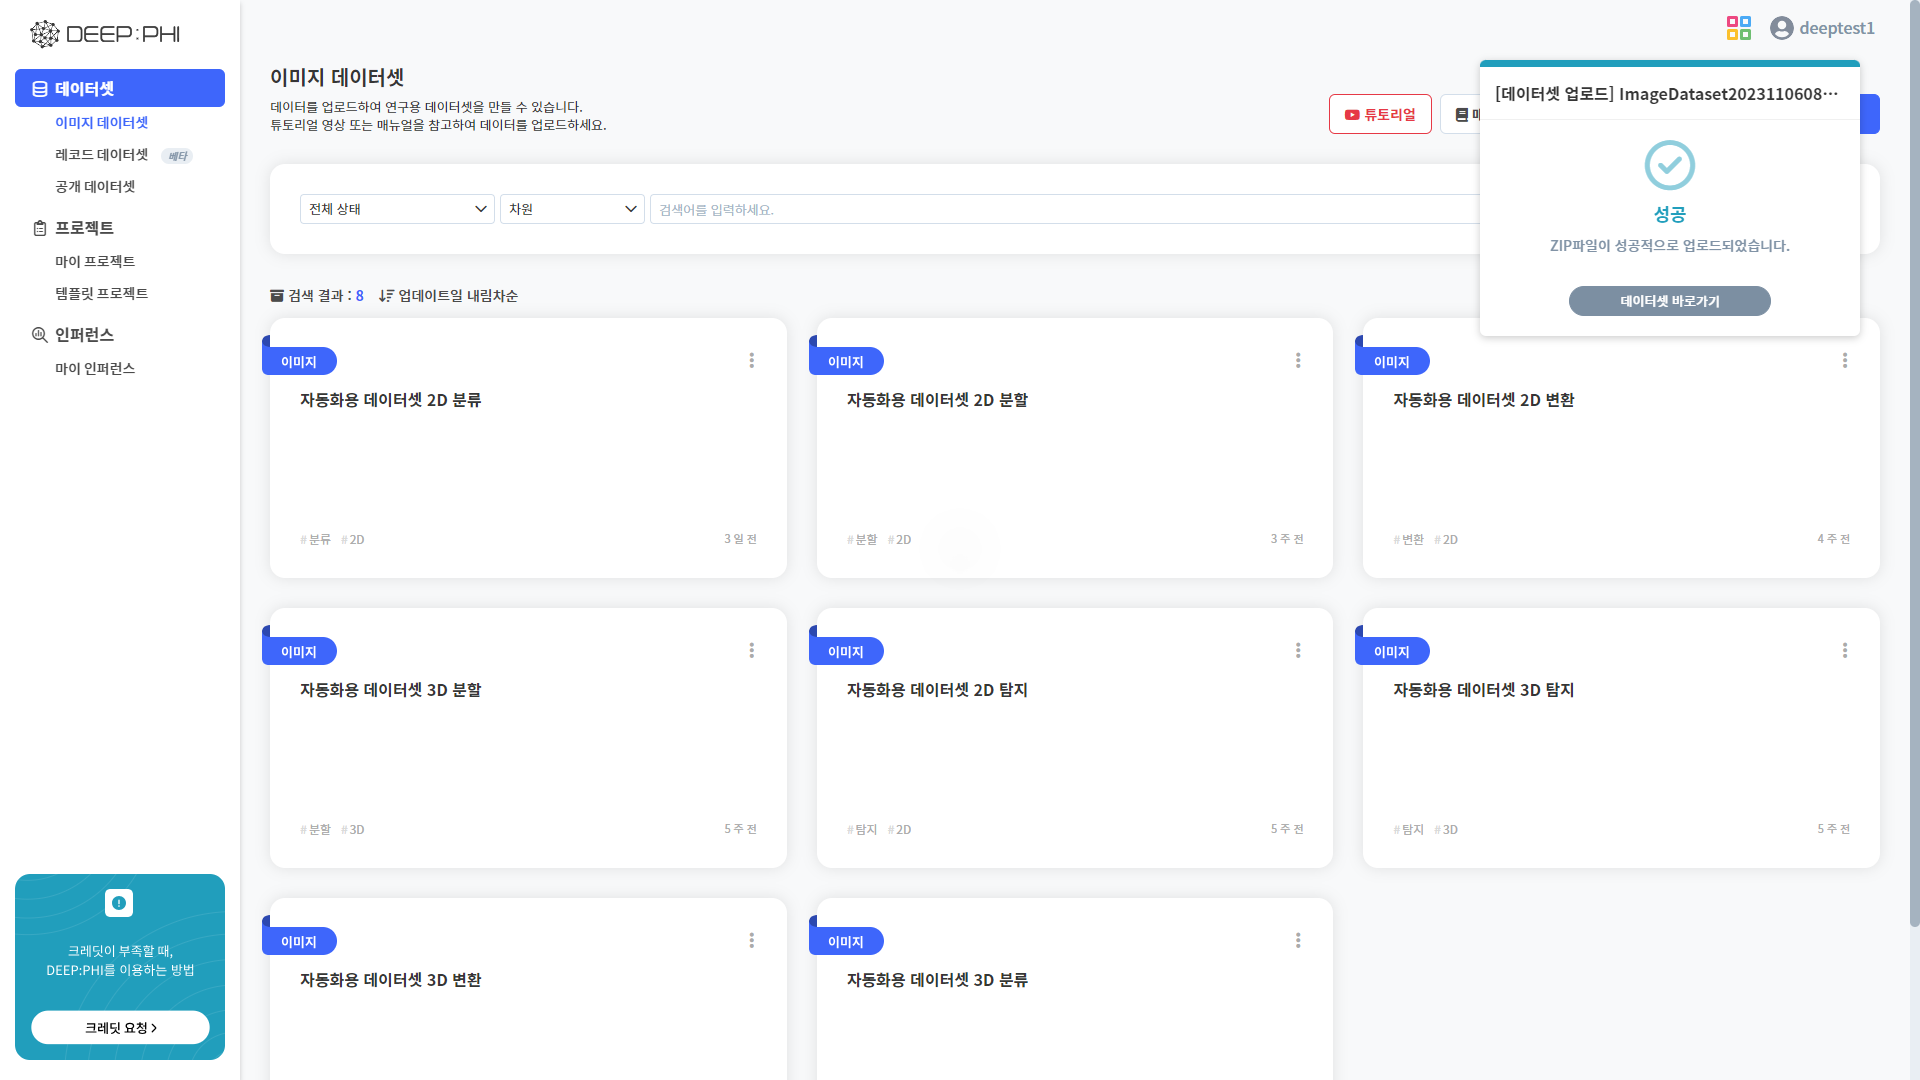 DEEP:PHI
데이터셋
이미지 데이터셋
레코드 데이터셋 베타
공개 데이터셋
프로젝트
마이 프로젝트
템플릿 프로젝트
인퍼런스
마이 인퍼런스
크레딧이 부족할 때,
DEEP:PHI를 이용하는 방법
크레딧 요청
deeptest1
이미지 데이터셋
데이터를 업로드하여 연구용 데이터셋을 만들 수 있습니다.
튜토리얼 영상 또는 매뉴얼을 참고하여 데이터를 업로드하세요.
튜토리얼
[데이터셋 업로드] ImageDataset2023110608…
성공
ZIP파일이 성공적으로 업로드되었습니다.
데이터셋 바로가기
전체 상태 차원 검색어를 입력하세요.
검색 결과 : 8 업데이트일 내림차순
이미지
자동화용 데이터셋 2D 분류
#분류 #2D 3 일 전
이미지
자동화용 데이터셋 2D 분할
#분할 #2D 3 주 전
이미지
자동화용 데이터셋 2D 변환
#변환 #2D 4 주 전
이미지
자동화용 데이터셋 3D 분할
#분할 #3D 5 주 전
이미지
자동화용 데이터셋 2D 탐지
#탐지 #2D 5 주 전
이미지
자동화용 데이터셋 3D 탐지
#탐지 #3D 5 주 전
이미지
자동화용 데이터셋 3D 변환
이미지
자동화용 데이터셋 3D 분류